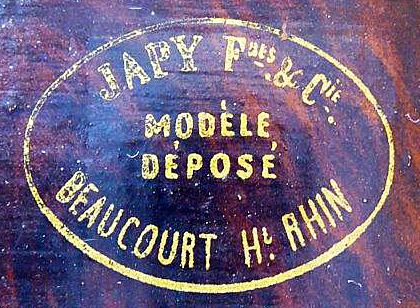 JAPY Fres. & Cie.
MODÈLE
DÉPOSÉ
BEAUCOURT Ht. RHIN